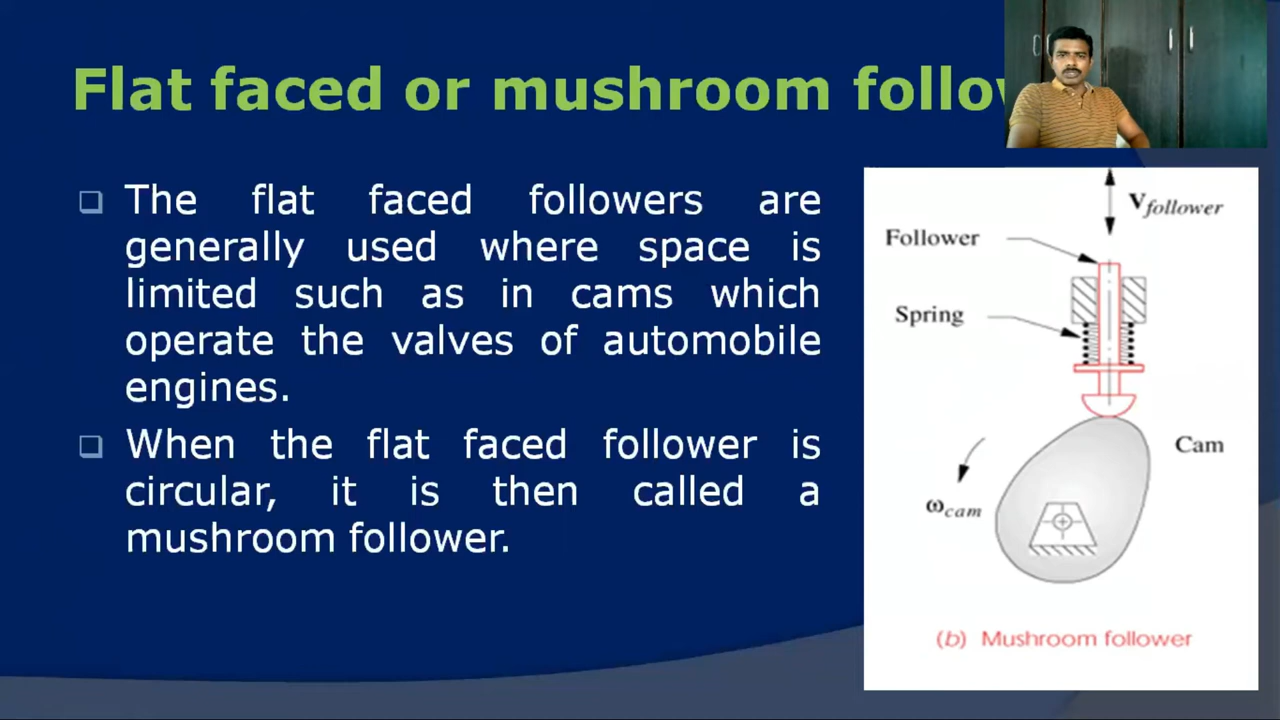 Flat faced or mushroom follow
The flat faced followers are
generally used where space is
limited such as in cams which
operate the valves of automobile
engines.
When the flat faced follower is
circular, it is then called a
mushroom follower.
Vfollower
Follower
Spring
Cam
ωcam
(b) Mushroom follower